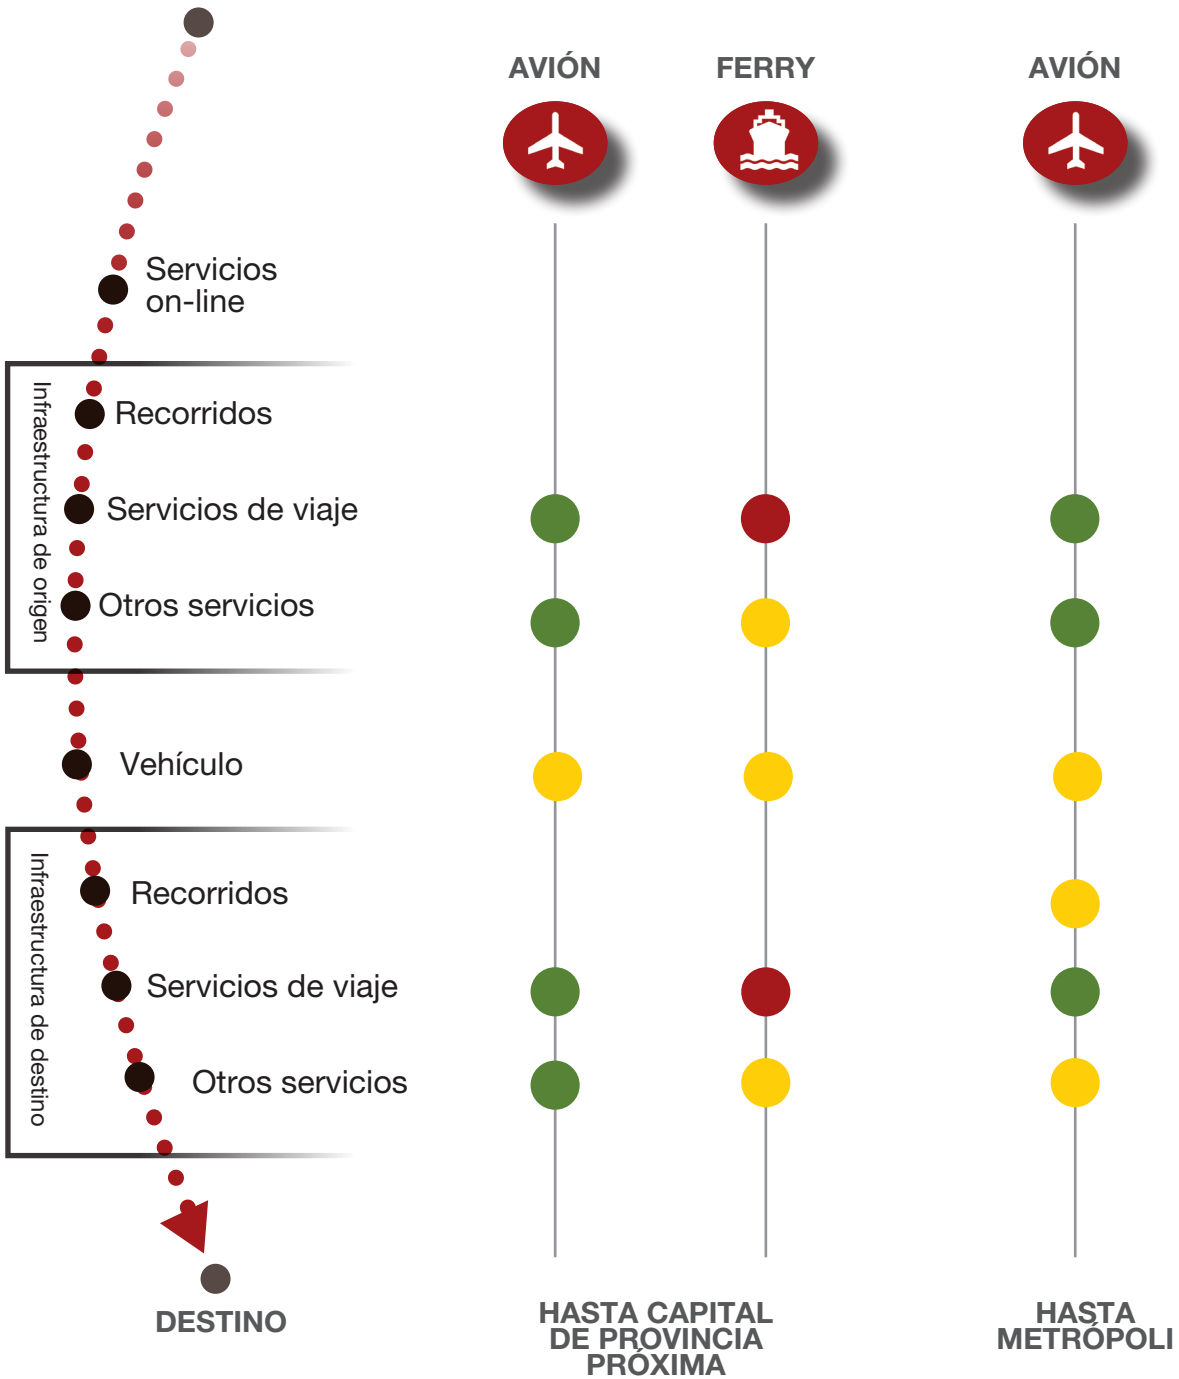 AVIÓN
FERRY
AVIÓN
Servicios
on-line
Infraestructura de origen
Recorridos
Servicios de viaje
Otros servicios
Vehículo
Infraestructura de destino
Recorridos
Servicios de viaje
Otros servicios
DESTINO
HASTA CAPITAL
DE PROVINCIA
PRÓXIMA
HASTA
METRÓPOLI